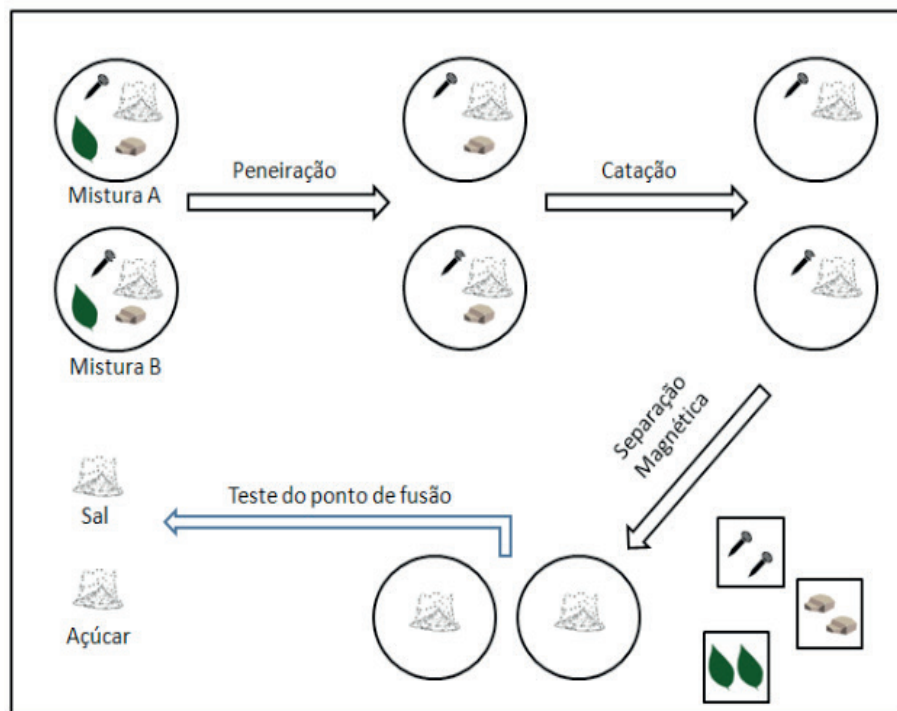 Mistura A
Peneiração
Catação
Mistura B
Separação
Magnética
Teste do ponto de fusão
Sal
Açúcar